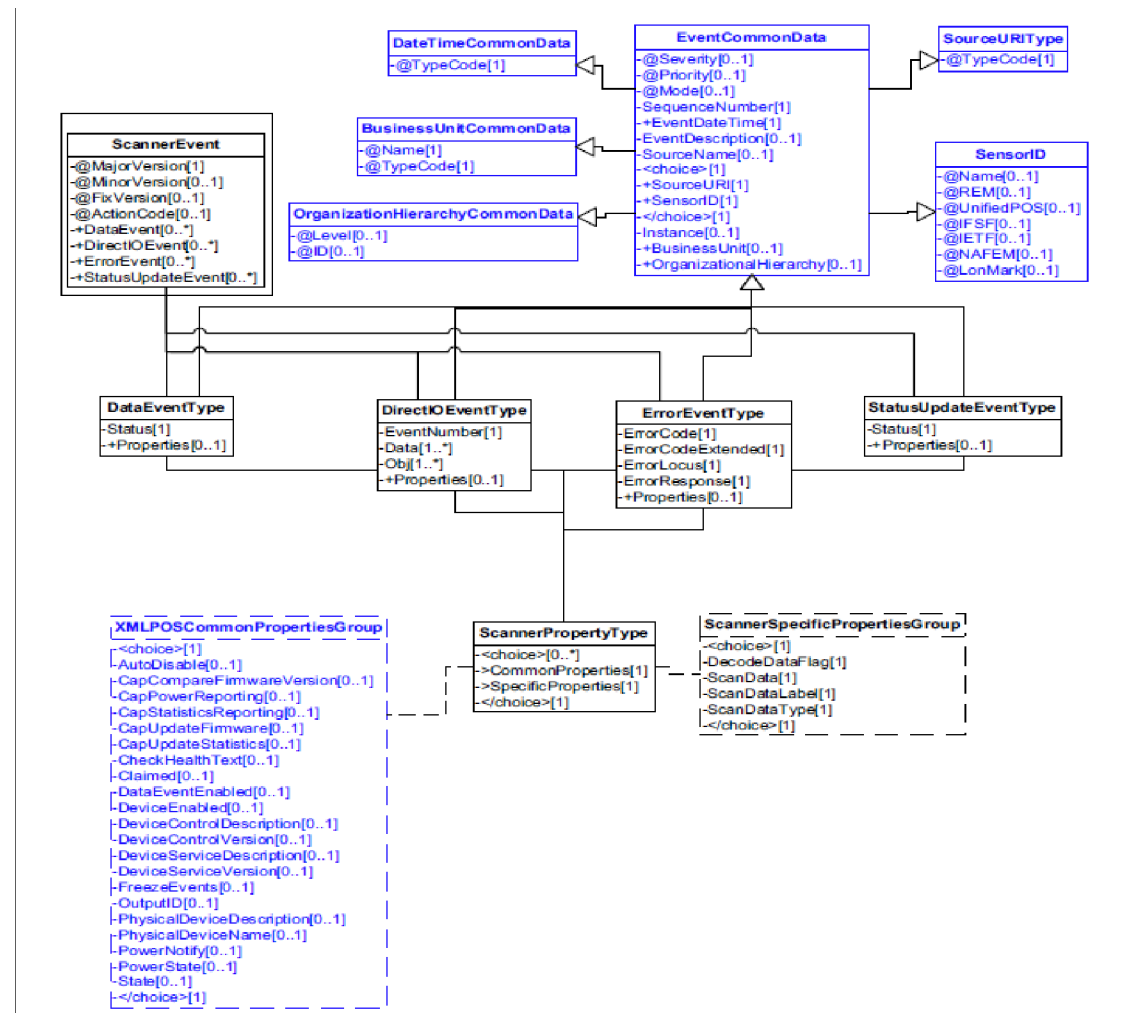 DateTimeCommonData
-@TypeCode[1]
EventCommonData
-@Severity[0..1]
-@Priority[0..1]
-@Mode[0..1]
-SequenceNumber[1]
-+EventDateTime[1]
-EventDescription[0..1]
-SourceName[0..1]
-<choice>[1]
-+SourceURI[1]
-+SensorID[1]
-</choice>[1]
-Instance[0..1]
-+BusinessUnit[0..1]
-+OrganizationalHierarchy[0..1]
SourceURIType
-@TypeCode[1]
ScannerEvent
-@MajorVersion[1]
-@MinorVersion[0..1]
-@FixVersion[0..1]
-@ActionCode[0..1]
-+DataEvent[0..*]
-+DirectIOEvent[0..*]
-+ErrorEvent[0..*]
-+StatusUpdateEvent[0..*]
BusinessUnitCommonData
-@Name[1]
-@TypeCode[1]
SensorID
-@Name[0..1]
-@REM[0..1]
-@UnifiedPOS[0..1]
-@IFSF[0..1]
-@IETF[0..1]
-@NAFEM[0..1]
-@LonMark[0..1]
OrganizationHierarchyCommonData
-@Level[0..1]
-@ID[0..1]
DataEventType
-Status[1]
-+Properties[0..1]
DirectIOEventType
-EventNumber[1]
-Data[1..*]
-Obj[1..*]
-+Properties[0..1]
ErrorEventType
-ErrorCode[1]
-ErrorCodeExtended[1]
-ErrorLocus[1]
-ErrorResponse[1]
-+Properties[0..1]
StatusUpdateEventType
-Status[1]
-+Properties[0..1]
XMLPOSCommonPropertiesGroup
-<choice>[1]
-AutoDisable[0..1]
-CapCompareFirmwareVersion[0..1]
-CapPowerReporting[0..1]
-CapStatisticsReporting[0..1]
-CapUpdateFirmware[0..1]
-CapUpdateStatistics[0..1]
-CheckHealthText[0..1]
-Claimed[0..1]
-DataEventEnabled[0..1]
-DeviceEnabled[0..1]
-DeviceControlDescription[0..1]
-DeviceControlVersion[0..1]
-DeviceServiceDescription[0..1]
-DeviceServiceVersion[0..1]
-FreezeEvents[0..1]
-OutputID[0..1]
-PhysicalDeviceDescription[0..1]
-PhysicalDeviceName[0..1]
-PowerNotify[0..1]
-PowerState[0..1]
-State[0..1]
-</choice>[1]
ScannerPropertyType
-<choice>[0..*]
->CommonProperties[1]
->SpecificProperties[1]
-</choice>[1]
ScannerSpecificPropertiesGroup
-<choice>[1]
-DecodeDataFlag[1]
-ScanData[1]
-ScanDataLabel[1]
-ScanDataType[1]
-</choice>[1]